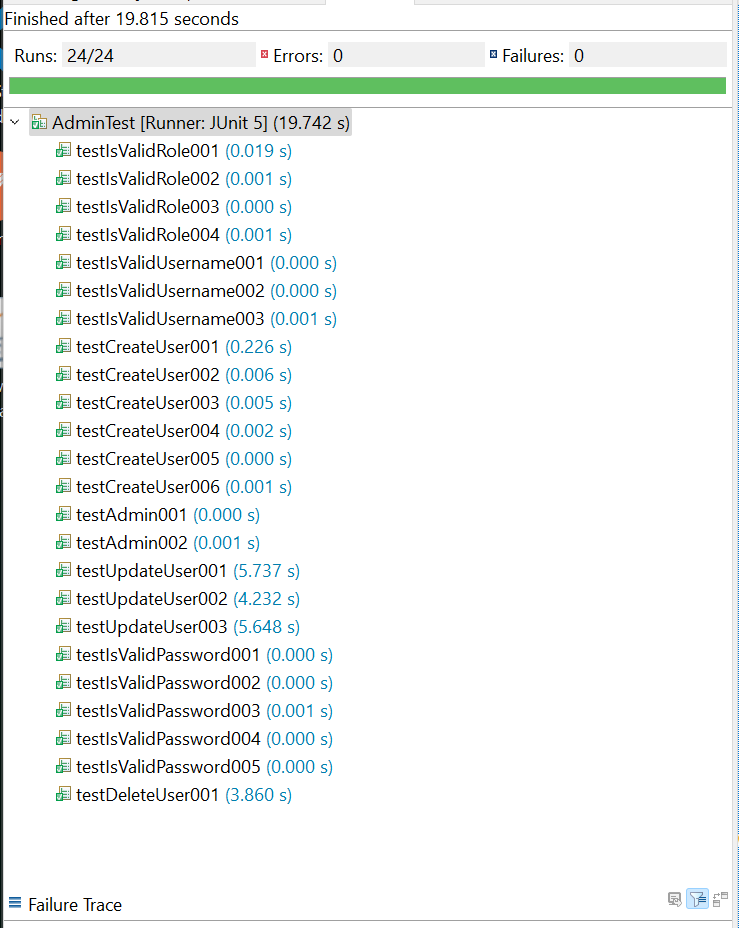 Finished after 19.815 seconds
Runs: 24/24 Errors: 0 Failures: 0
AdminTest [Runner: JUnit 5] (19.742 s)
testIsValidRole001 (0.019 s)
testIsValidRole002 (0.001 s)
testIsValidRole003 (0.000 s)
testIsValidRole004 (0.001 s)
testIsValidUsername001 (0.000 s)
testIsValidUsername002 (0.000 s)
testIsValidUsername003 (0.001 s)
testCreateUser001 (0.226 s)
testCreateUser002 (0.006 s)
testCreateUser003 (0.005 s)
testCreateUser004 (0.002 s)
testCreateUser005 (0.000 s)
testCreateUser006 (0.001 s)
testAdmin001 (0.000 s)
testAdmin002 (0.001 s)
testUpdateUser001 (5.737 s)
testUpdateUser002 (4.232 s)
testUpdateUser003 (5.648 s)
testIsValidPassword001 (0.000 s)
testIsValidPassword002 (0.000 s)
testIsValidPassword003 (0.001 s)
testIsValidPassword004 (0.000 s)
testIsValidPassword005 (0.000 s)
testDeleteUser001 (3.860 s)
Failure Trace